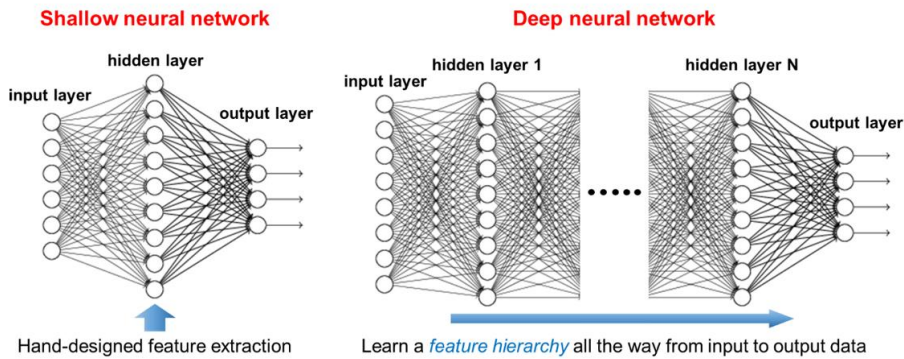 Shallow neural network
hidden layer
input layer
output layer
Hand-designed feature extraction
Deep neural network
hidden layer 1
hidden layer N
input layer
output layer
Learn a feature hierarchy all the way from input to output data